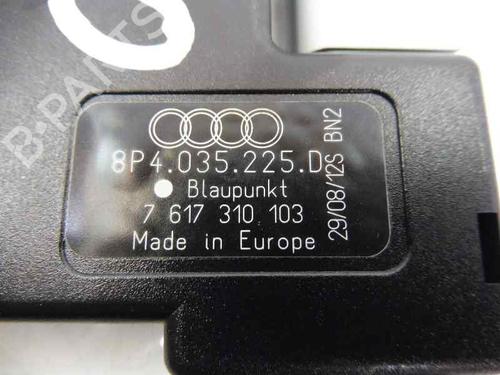 8P4.035.225.D
Blaupunkt
7 617 310 103
Made in Europe
29/08/12S BN2
B-PARTS